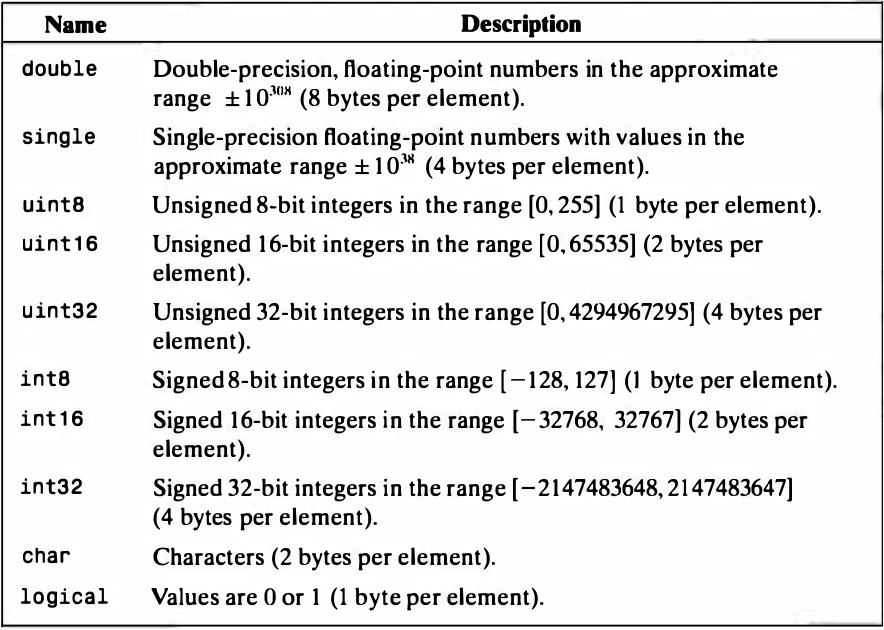 Name Description
double Double-precision, floating-point numbers in the approximate
range ±10³⁰⁸ (8 bytes per element).
single Single-precision floating-point numbers with values in the
approximate range ±10³⁸ (4 bytes per element).
uint8 Unsigned 8-bit integers in the range [0, 255] (1 byte per element).
uint16 Unsigned 16-bit integers in the range [0, 65535] (2 bytes per
element).
uint32 Unsigned 32-bit integers in the range [0, 4294967295] (4 bytes per
element).
int8 Signed 8-bit integers in the range [−128, 127] (1 byte per element).
int16 Signed 16-bit integers in the range [−32768, 32767] (2 bytes per
element).
int32 Signed 32-bit integers in the range [−2147483648, 2147483647]
(4 bytes per element).
char Characters (2 bytes per element).
logical Values are 0 or 1 (1 byte per element).